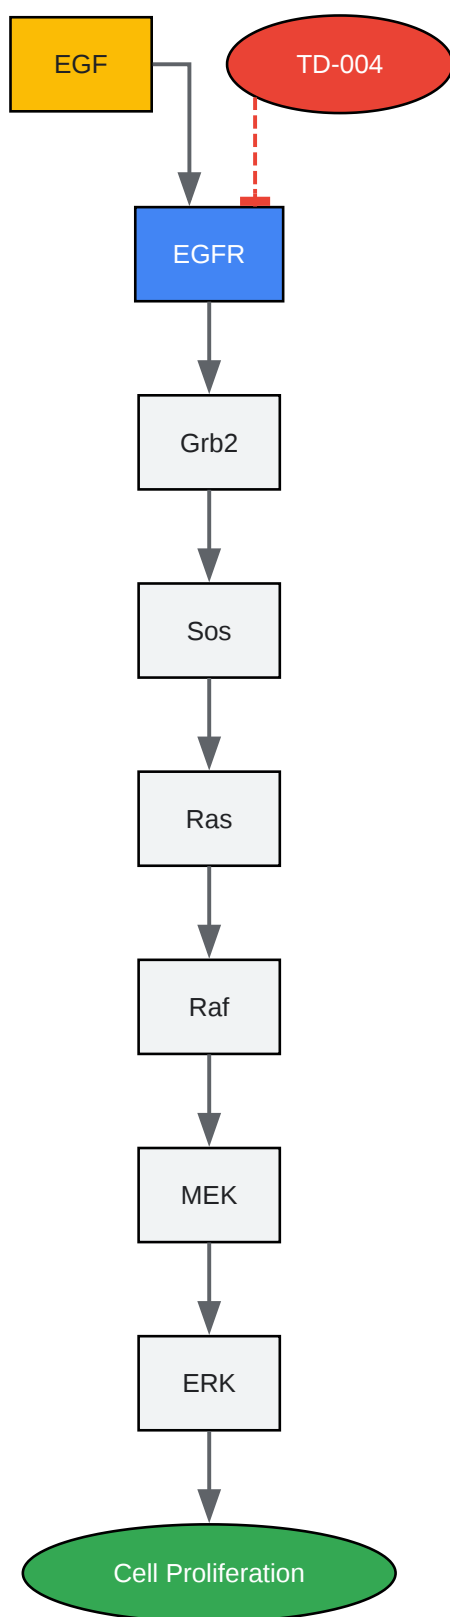 EGF
TD-004
EGFR
Grb2
Sos
Ras
Raf
MEK
ERK
Cell Proliferation